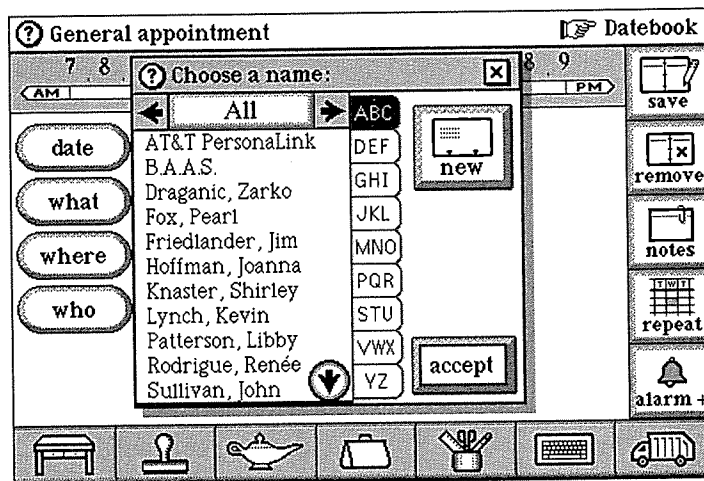 ? General appointment
Datebook
7 8 8 9
AM PM
? Choose a name: x
All
ABC
AT&T PersonaLink
B.A.A.S.
Draganic, Zarko
Fox, Pearl
Friedlander, Jim
Hoffman, Joanna
Knaster, Shirley
Lynch, Kevin
Patterson, Libby
Rodrigue, Renée
Sullivan, John
DEF
GHI
JKL
MNO
PQR
STU
VWX
YZ
new
accept
date
what
where
who
save
remove
notes
T W T
repeat
alarm +